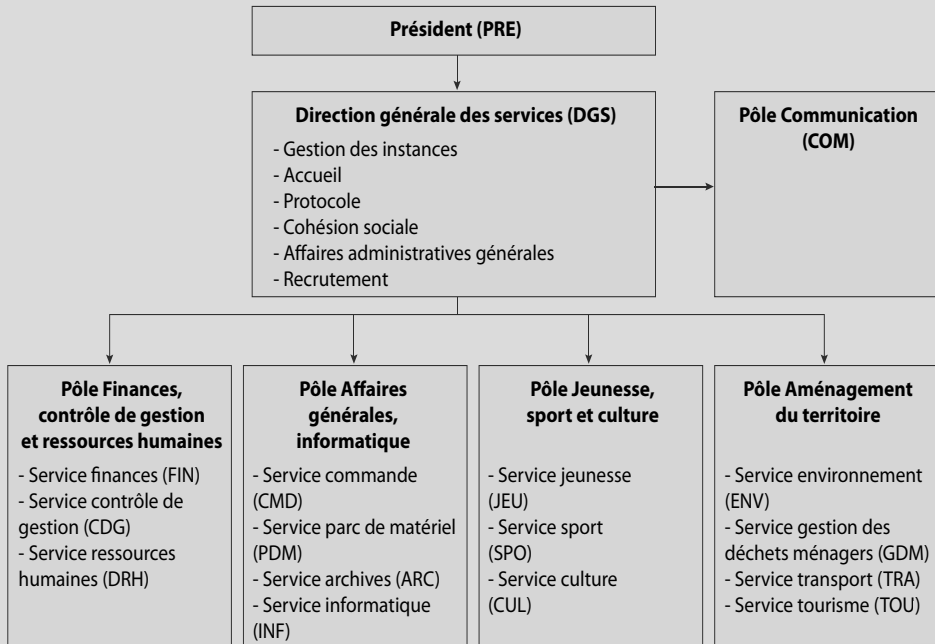 Président (PRE)
Direction générale des services (DGS)
- Gestion des instances
- Accueil
- Protocole
- Cohésion sociale
- Affaires administratives générales
- Recrutement
Pôle Communication
(COM)
Pôle Finances,
contrôle de gestion
et ressources humaines
- Service finances (FIN)
- Service contrôle de
gestion (CDG)
- Service ressources
humaines (DRH)
Pôle Affaires
générales,
informatique
- Service commande
(CMD)
- Service parc de matériel
(PDM)
- Service archives (ARC)
- Service informatique
(INF)
Pôle Jeunesse,
sport et culture
- Service jeunesse
(JEU)
- Service sport
(SPO)
- Service culture
(CUL)
Pôle Aménagement
du territoire
- Service environnement
(ENV)
- Service gestion des
déchets ménagers (GDM)
- Service transport (TRA)
- Service tourisme (TOU)